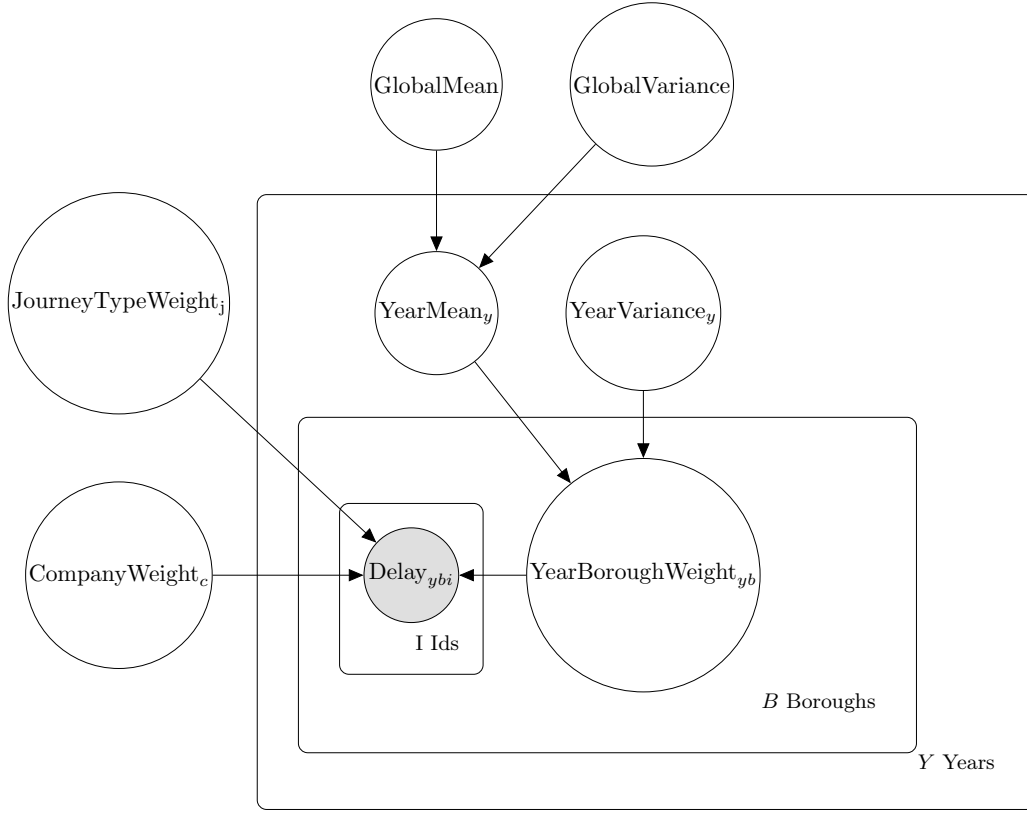 GlobalMean
GlobalVariance
JourneyTypeWeight_j
YearMean_y
YearVariance_y
CompanyWeight_c
Delay_ybi
YearBoroughWeight_yb
I Ids
B Boroughs
Y Years